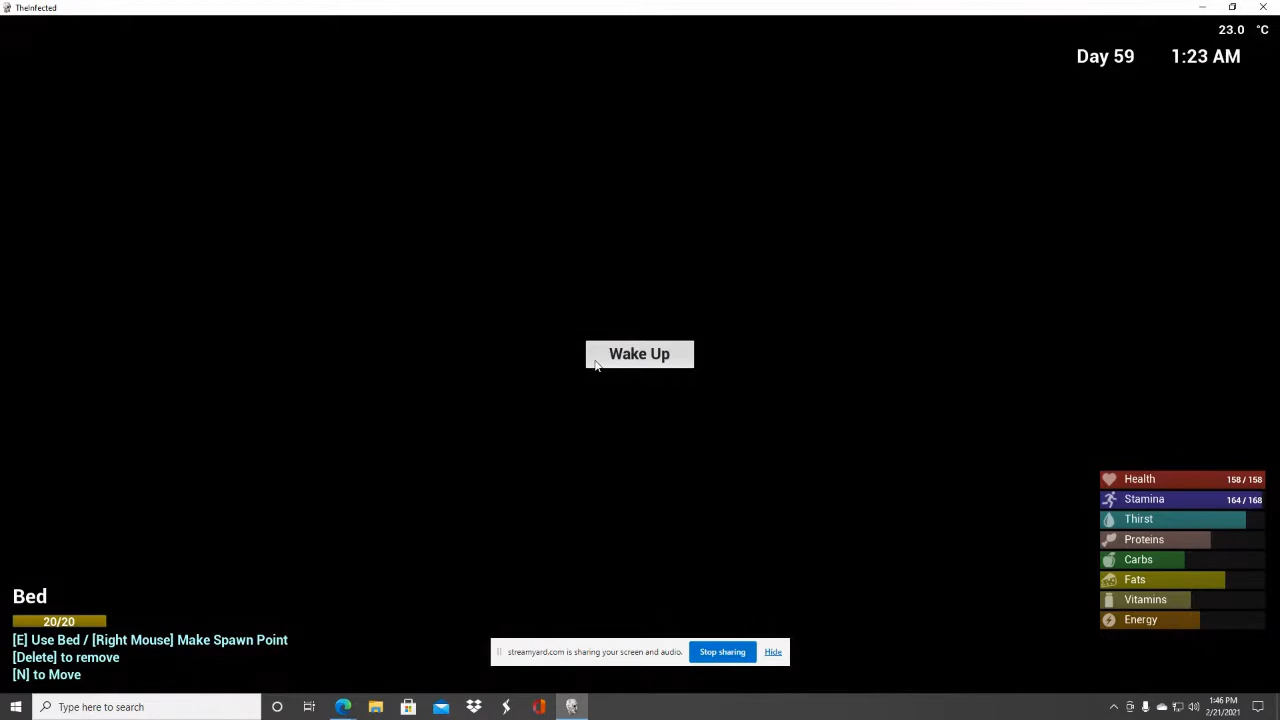 TheInfected
23.0 °C
Day 59 1:23 AM
Wake Up
Health 158 / 158
Stamina 164 / 168
Thirst
Proteins
Carbs
Fats
Vitamins
Energy
Bed
20/20
[E] Use Bed / [Right Mouse] Make Spawn Point
[Delete] to remove
[N] to Move
streamyard.com is sharing your screen and audio. Stop sharing Hide
Type here to search
1:46 PM
2/21/2021